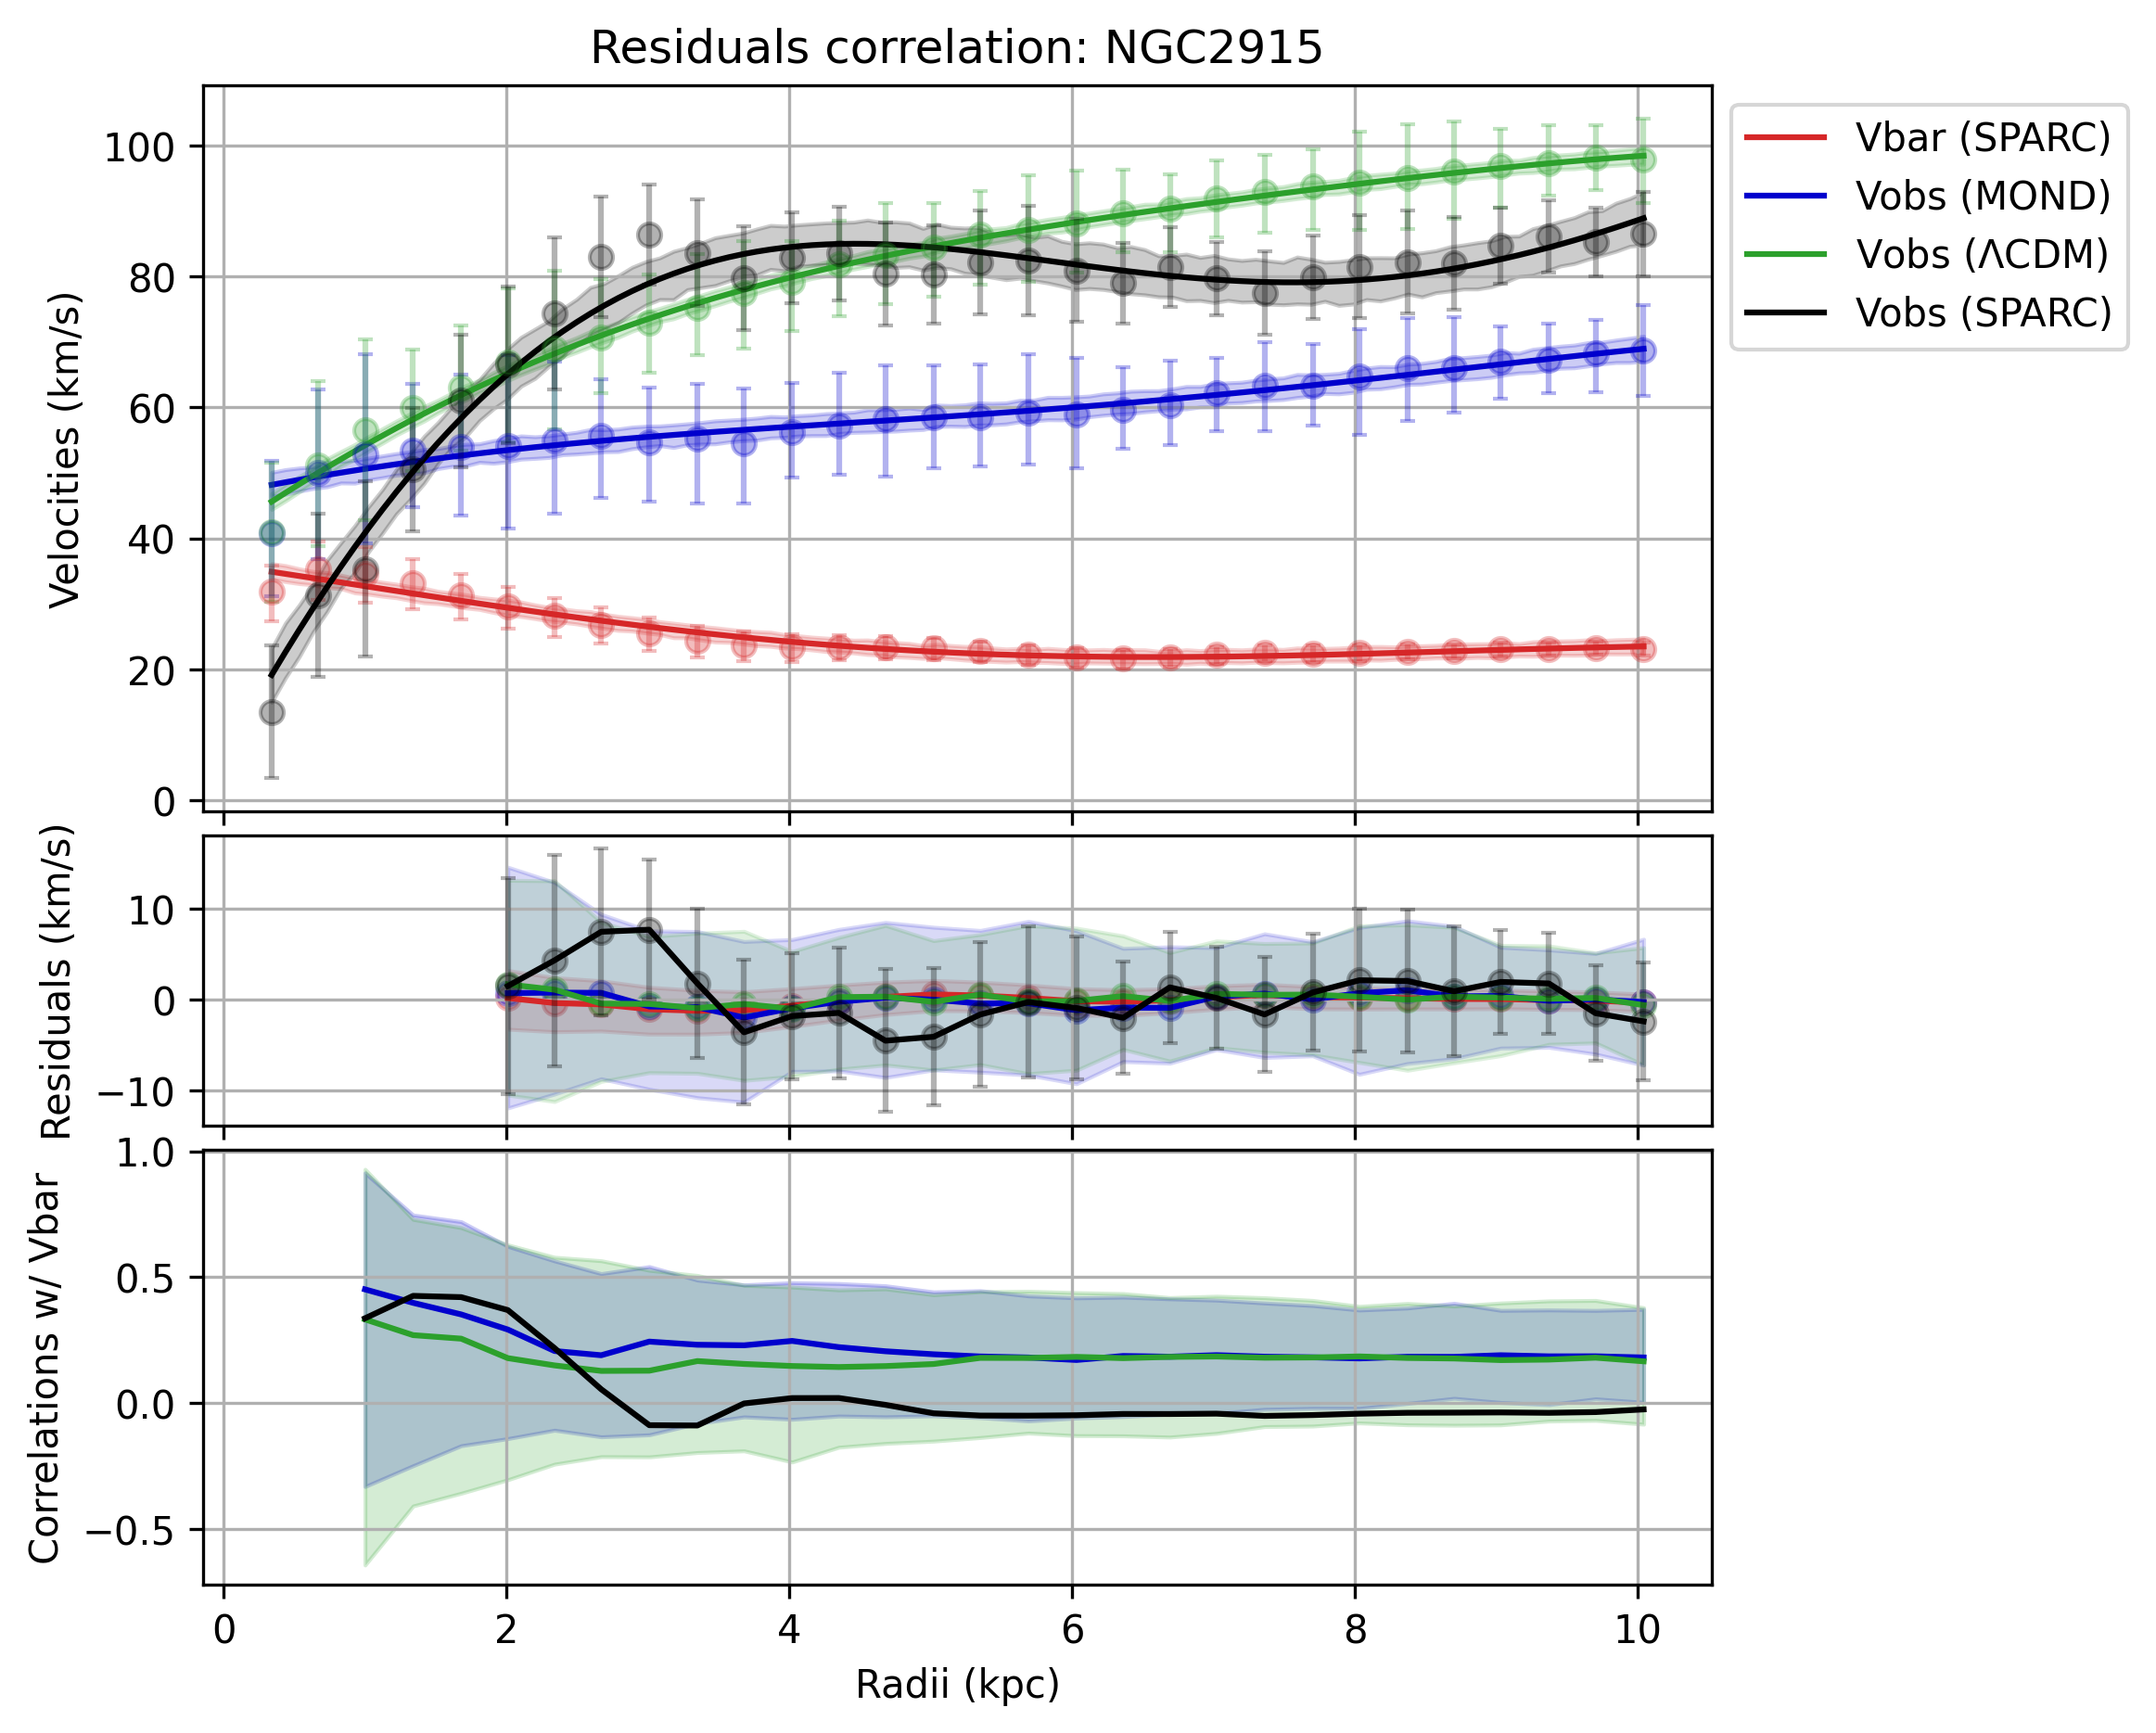 Residuals correlation: NGC2915
Velocities (km/s)
100
80
60
40
20
0
Vbar (SPARC)
Vobs (MOND)
Vobs (ΛCDM)
Vobs (SPARC)
Residuals (km/s)
10
0
−10
Correlations w/ Vbar
1.0
0.5
0.0
−0.5
0 2 4 6 8 10
Radii (kpc)